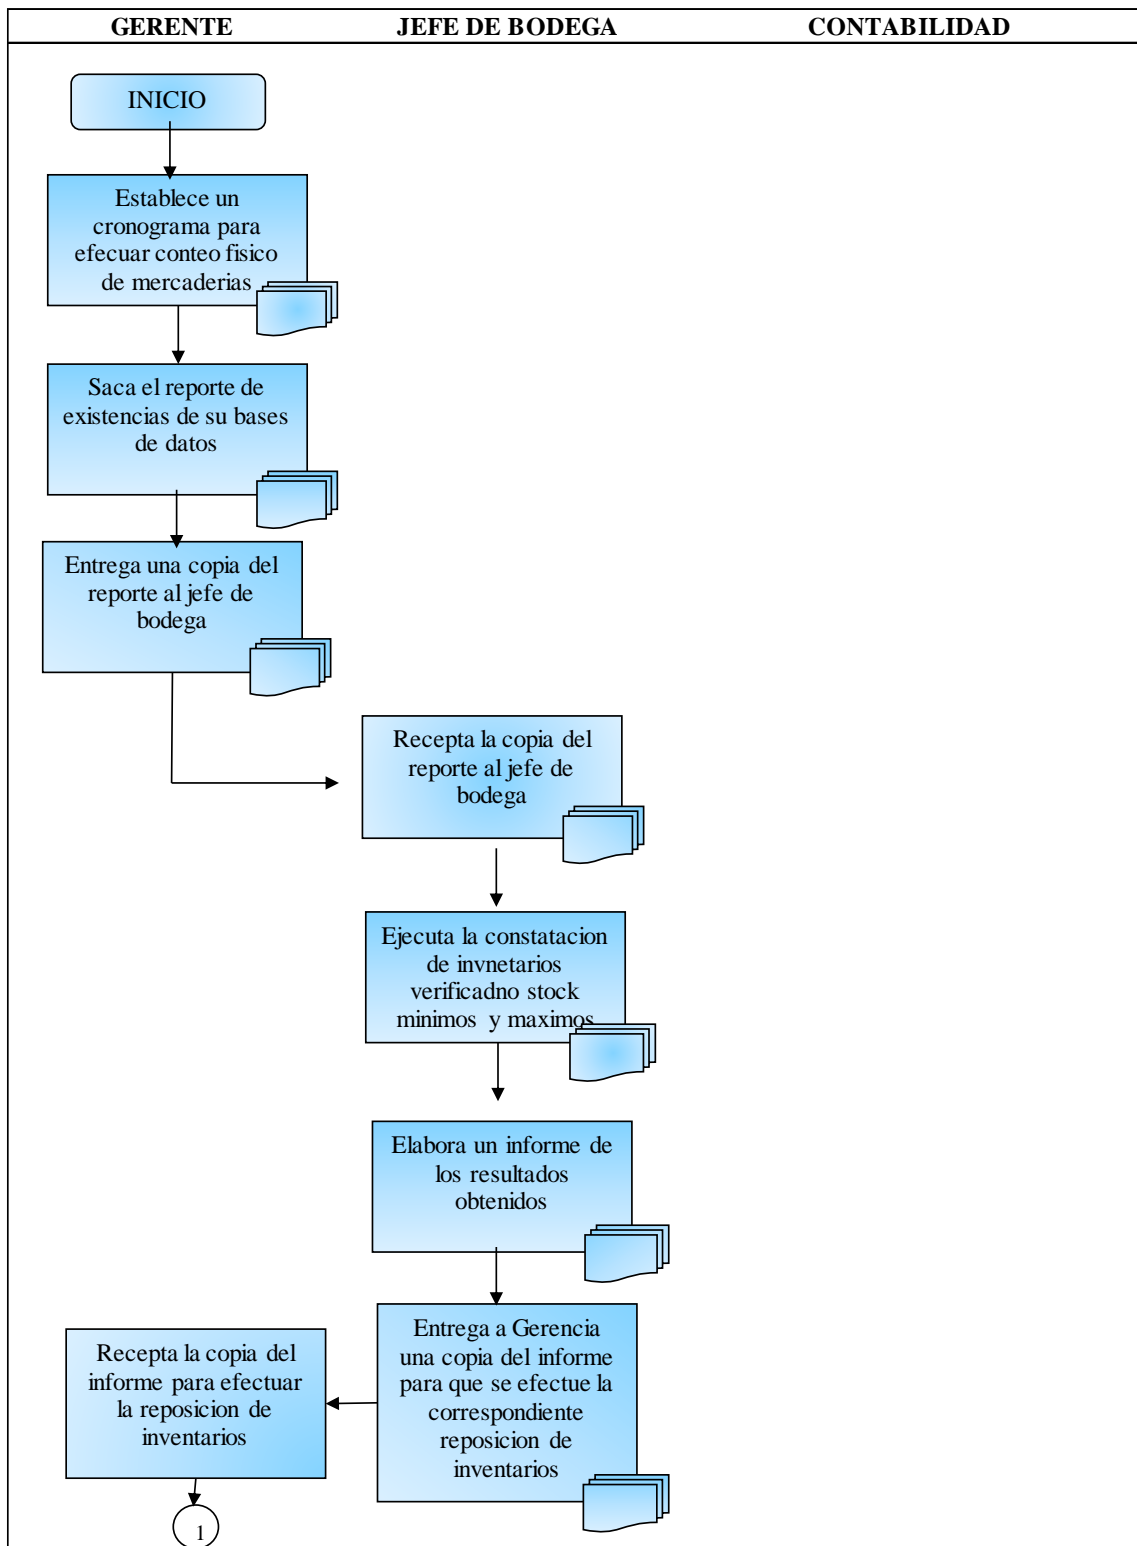 GERENTE JEFE DE BODEGA CONTABILIDAD
INICIO
Establece un
cronograma para
efecuar conteo fisico
de mercaderias
Saca el reporte de
existencias de su bases
de datos
Entrega una copia del
reporte al jefe de
bodega
Recepta la copia del
reporte al jefe de
bodega
Ejecuta la constatacion
de invnetarios
verificadno stock
minimos y maximos
Elabora un informe de
los resultados
obtenidos
Entrega a Gerencia
una copia del informe
para que se efectue la
correspondiente
reposicion de
inventarios
Recepta la copia del
informe para efectuar
la reposicion de
inventarios
1